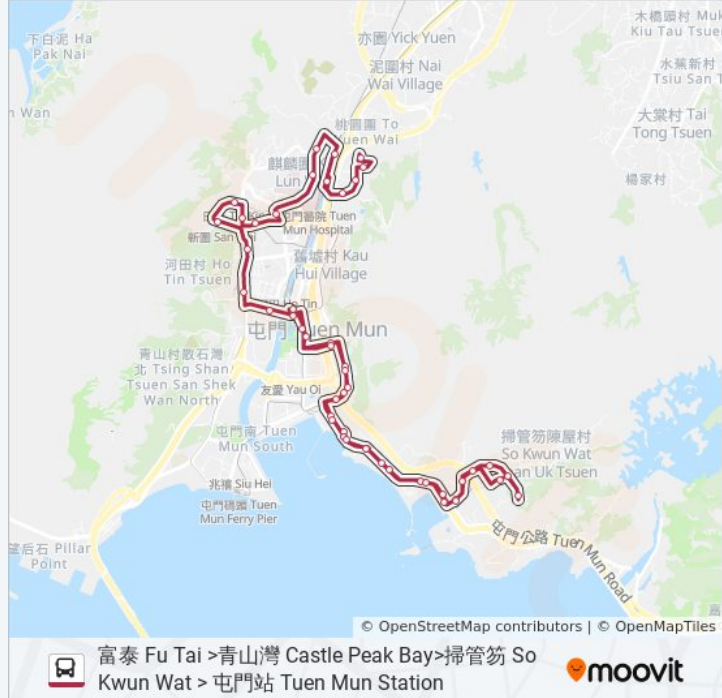 下白泥 Ha
Pak Nai
亦園 Yick Yuen
泥圍村 Nai
Wai Village
木橋頭村 Muk
Kiu Tau Tsuen
水蕉新村
Tsiu San T
大棠村 Tai
Tong Tsuen
楊家村
n Wan
桃園圍 To
Yuen Wai
麒麟圍
Lun
屯門醫院 Tuen
Mun Hospital
新圍 San
舊墟村 Kau
Hui Village
河田村 Ho
Tin Tsuen
Ho Tin
屯門 Tuen Mun
青山村散石灣
北 Tsing Shan
Tsuen San Shek
Wan North
友愛 Yau Oi
屯門南 Tuen
Mun South
掃管笏陳屋村
So Kwun Wat
an Uk Tsuen
兆禧 Siu Hei
屯門碼頭 Tuen
Mun Ferry Pier
屯門公路 Tuen Mun Road
望后石 Pillar
Point
© OpenStreetMap contributors | © OpenMapTiles
富泰 Fu Tai >青山灣 Castle Peak Bay>掃管笏 So
Kwun Wat > 屯門站 Tuen Mun Station
moovit